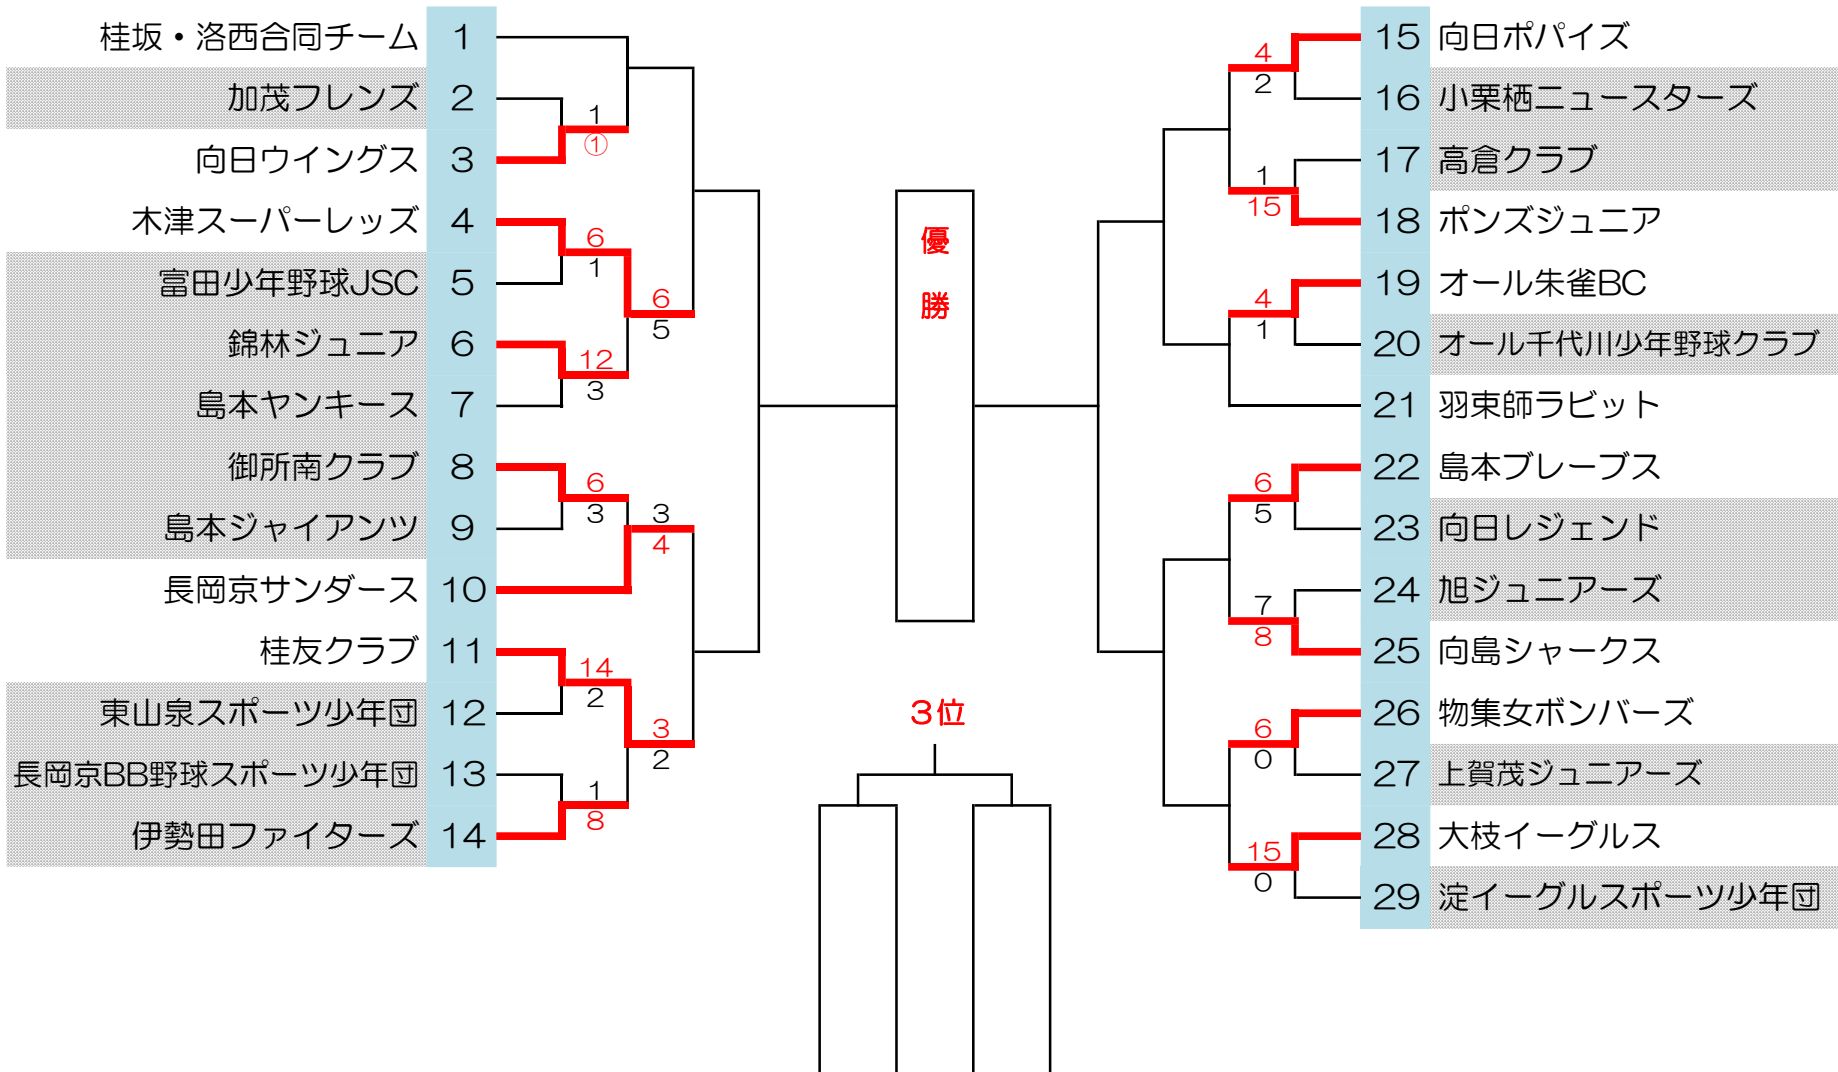 桂坂・洛西合同チーム 1
加茂フレンズ 2
1
①
向日ウイングス 3
木津スーパーレッズ 4
6
1
富田少年野球JSC 5
6
5
錦林ジュニア 6
12
3
島本ヤンキース 7
御所南クラブ 8
6
3
島本ジャイアンツ 9
3
4
長岡京サンダース 10
桂友クラブ 11
14
2
東山泉スポーツ少年団 12
3
2
長岡京BB野球スポーツ少年団 13
1
8
伊勢田ファイターズ 14
優
勝
3位
15 向日ポパイズ
4
2
16 小栗栖ニュースターズ
17 高倉クラブ
1
15
18 ポンズジュニア
19 オール朱雀BC
4
1
20 オール千代川少年野球クラブ
21 羽束師ラビット
22 島本ブレーブス
6
5
23 向日レジェンド
24 旭ジュニアーズ
7
8
25 向島シャークス
26 物集女ボンバーズ
6
0
27 上賀茂ジュニアーズ
28 大枝イーグルス
15
0
29 淀イーグルスポーツ少年団